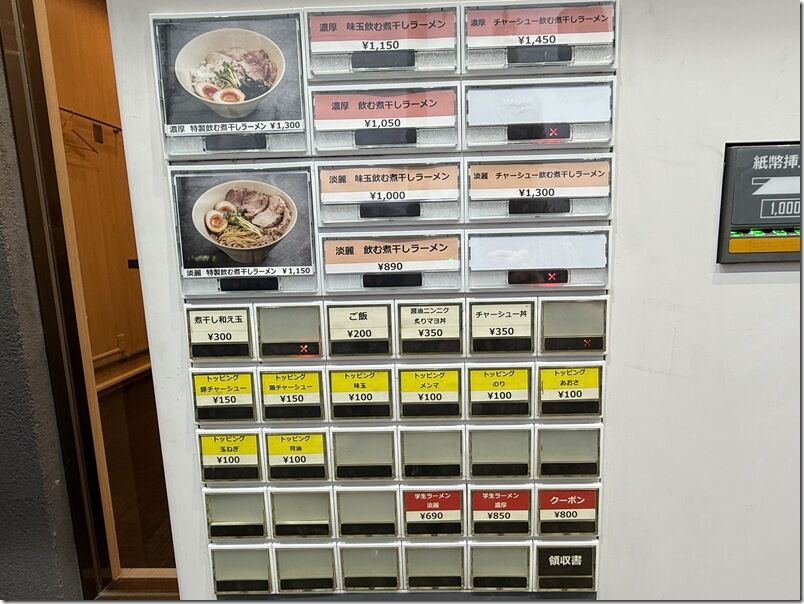 濃厚 特製飲む煮干しラーメン ¥1,300
濃厚 味玉飲む煮干しラーメン
¥1,150
濃厚 チャーシュー飲む煮干しラーメン
¥1,450
濃厚 飲む煮干しラーメン
¥1,050
淡麗 特製飲む煮干しラーメン ¥1,150
淡麗 味玉飲む煮干しラーメン
¥1,000
淡麗 チャーシュー飲む煮干しラーメン
¥1,300
淡麗 飲む煮干しラーメン
¥890
煮干し和え玉
¥300
ご飯
¥200
醤油ニンニク
炙りマヨ丼
¥350
チャーシュー丼
¥350
トッピング
豚チャーシュー
¥150
トッピング
鶏チャーシュー
¥150
トッピング
味玉
¥100
トッピング
メンマ
¥100
トッピング
のり
¥100
トッピング
あおさ
¥100
トッピング
玉ねぎ
¥100
トッピング
背油
¥100
学生ラーメン
淡麗
¥690
学生ラーメン
濃厚
¥850
クーポン
¥800
領収書
紙幣挿
1,000